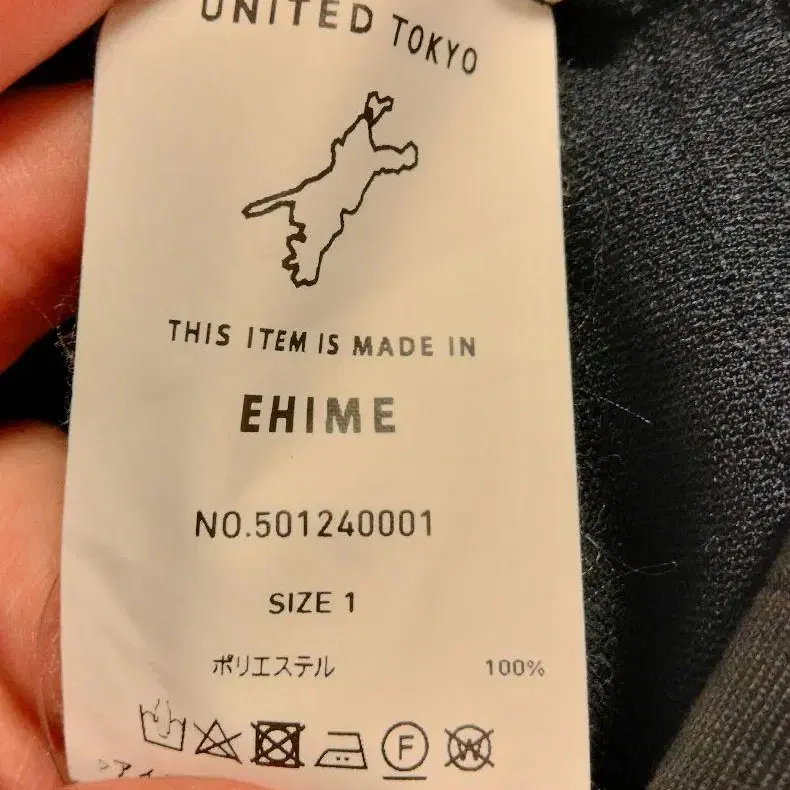 UNITED TOKYO
THIS ITEM IS MADE IN
EHIME
NO.501240001
SIZE 1
ポリエステル 100%
F W